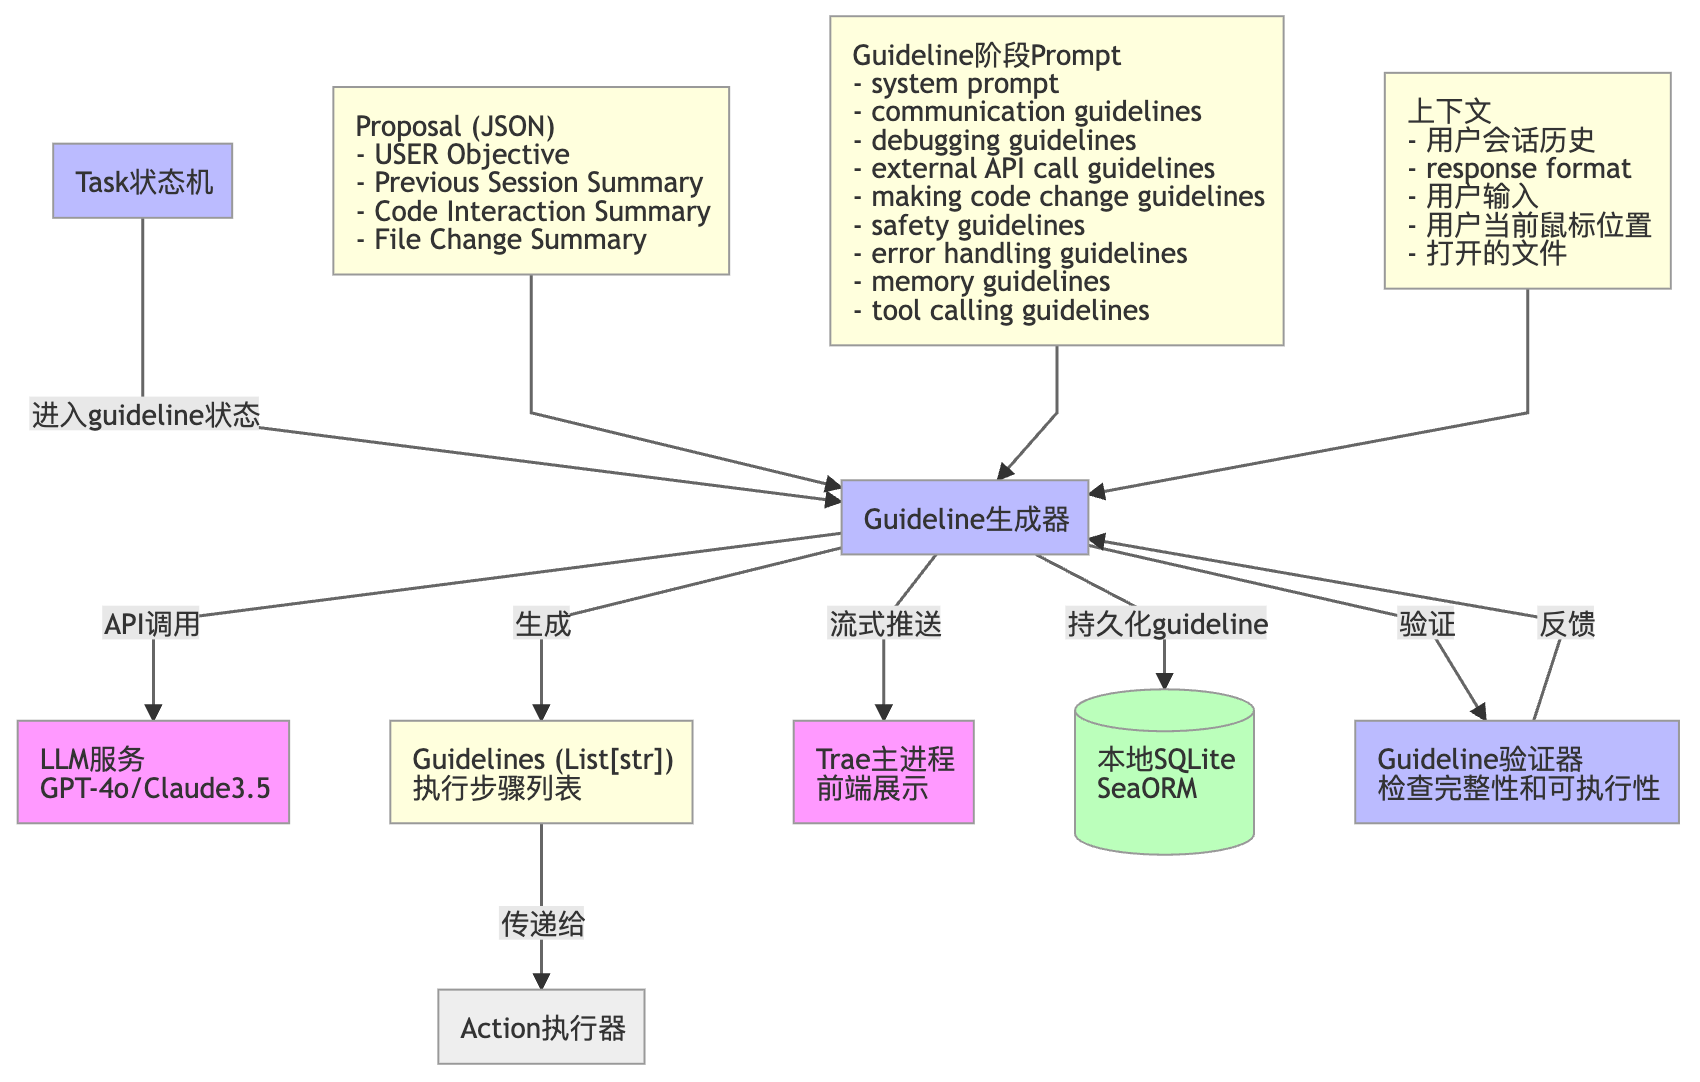 Task状态机
Proposal (JSON)
- USER Objective
- Previous Session Summary
- Code Interaction Summary
- File Change Summary
Guideline阶段Prompt
- system prompt
- communication guidelines
- debugging guidelines
- external API call guidelines
- making code change guidelines
- safety guidelines
- error handling guidelines
- memory guidelines
- tool calling guidelines
上下文
- 用户会话历史
- response format
- 用户输入
- 用户当前鼠标位置
- 打开的文件
进入guideline状态
Guideline生成器
API调用
生成
流式推送
持久化guideline
验证
反馈
LLM服务
GPT-4o/Claude3.5
Guidelines (List[str])
执行步骤列表
Trae主进程
前端展示
本地SQLite
SeaORM
Guideline验证器
检查完整性和可执行性
传递给
Action执行器